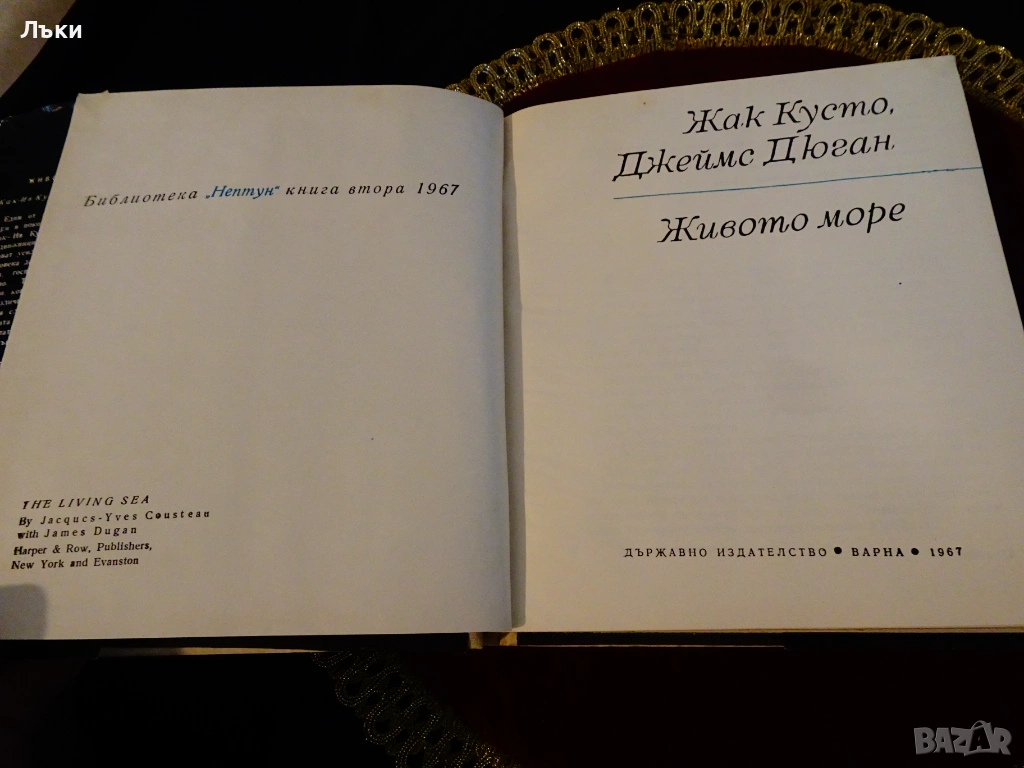 Лъки
Библиотека „Нептун“ книга втора 1967
THE LIVING SEA
By Jacques-Yves Cousteau
with James Dugan
Harper & Row, Publishers,
New York and Evanston
Жак Кусто,
Джеймс Дюган,
Живото море
ДЪРЖАВНО ИЗДАТЕЛСТВО • ВАРНА • 1967
BAZAR